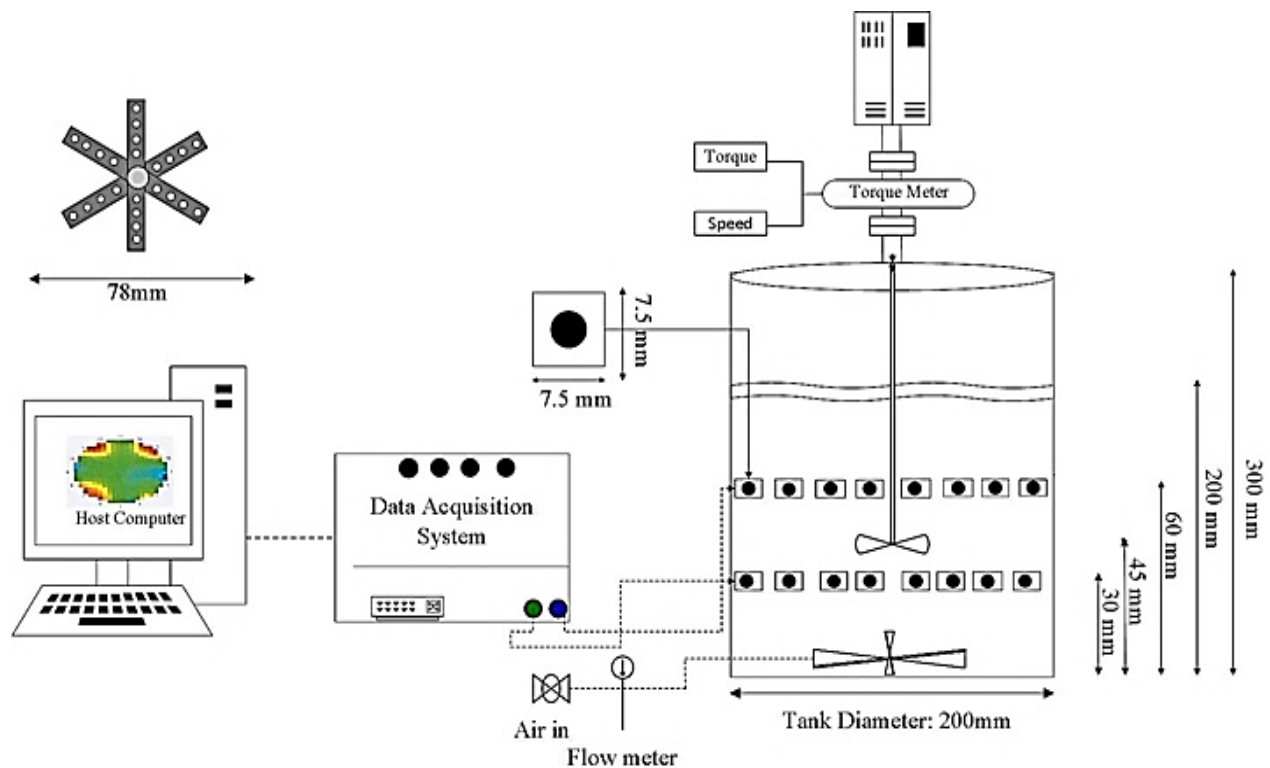 Torque
Torque Meter
Speed
78mm
7.5 mm
7.5 mm
Host Computer
Data Acquisition
System
300 mm
200 mm
60 mm
45 mm
30 mm
Air in
Flow meter
Tank Diameter: 200mm